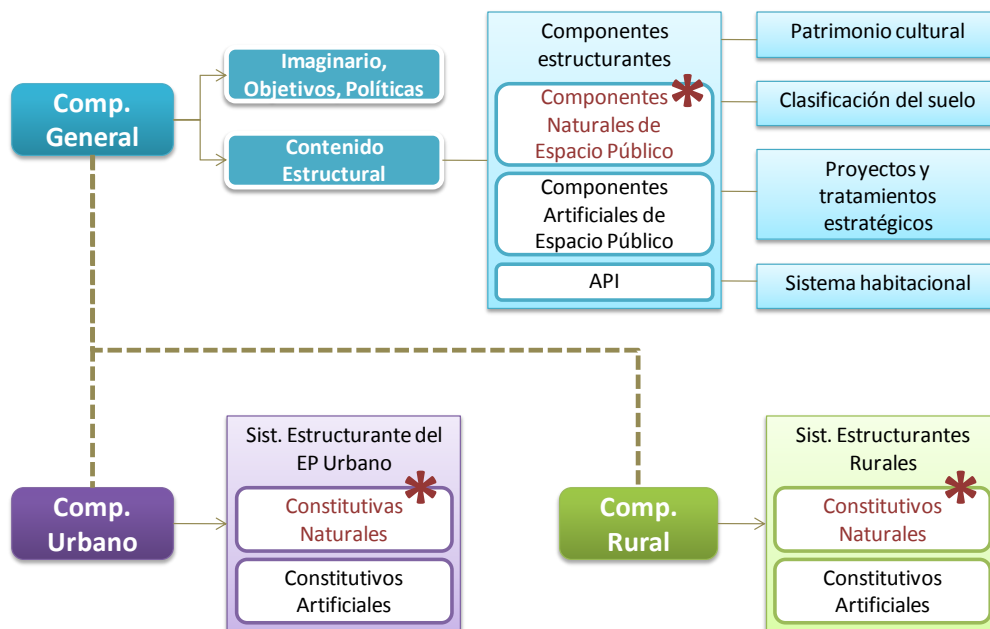 Comp.
General
Imaginario,
Objetivos, Políticas
Contenido
Estructural
Componentes
estructurantes
Componentes
Naturales de
Espacio Público
Componentes
Artificiales de
Espacio Público
API
Patrimonio cultural
Clasificación del suelo
Proyectos y
tratamientos
estratégicos
Sistema habitacional
Comp.
Urbano
Sist. Estructurante del
EP Urbano
Constitutivas
Naturales
Constitutivos
Artificiales
Comp.
Rural
Sist. Estructurantes
Rurales
Constitutivos
Naturales
Constitutivos
Artificiales